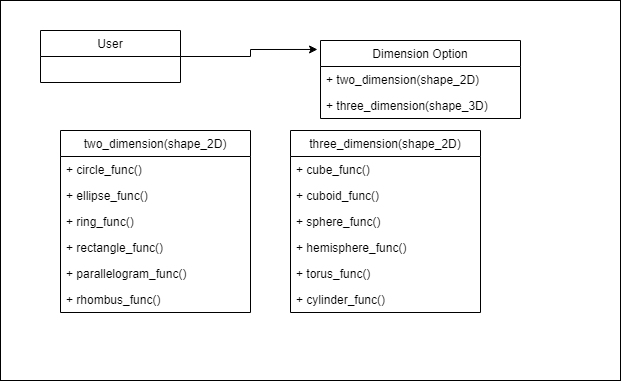 User
Dimension Option
+ two_dimension(shape_2D)
+ three_dimension(shape_3D)
two_dimension(shape_2D)
+ circle_func()
+ ellipse_func()
+ ring_func()
+ rectangle_func()
+ parallelogram_func()
+ rhombus_func()
three_dimension(shape_2D)
+ cube_func()
+ cuboid_func()
+ sphere_func()
+ hemisphere_func()
+ torus_func()
+ cylinder_func()